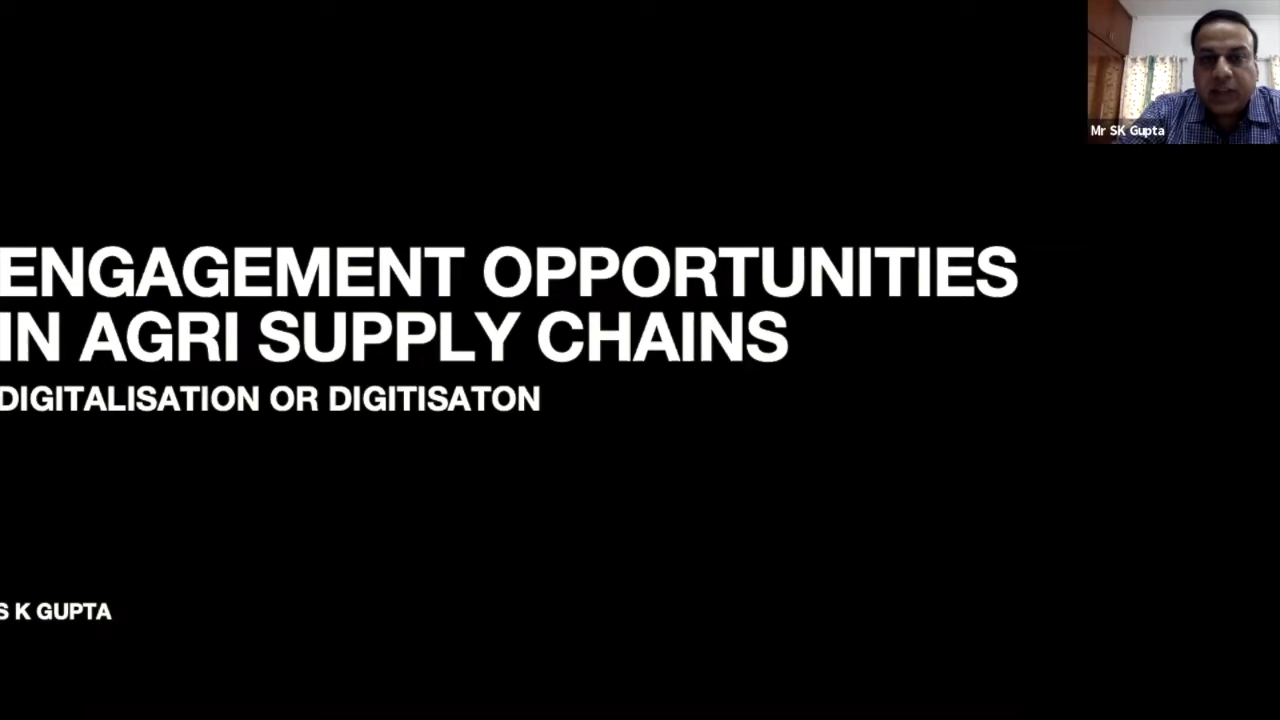 Mr SK Gupta
ENGAGEMENT OPPORTUNITIES
IN AGRI SUPPLY CHAINS
DIGITALISATION OR DIGITISATON
S K GUPTA